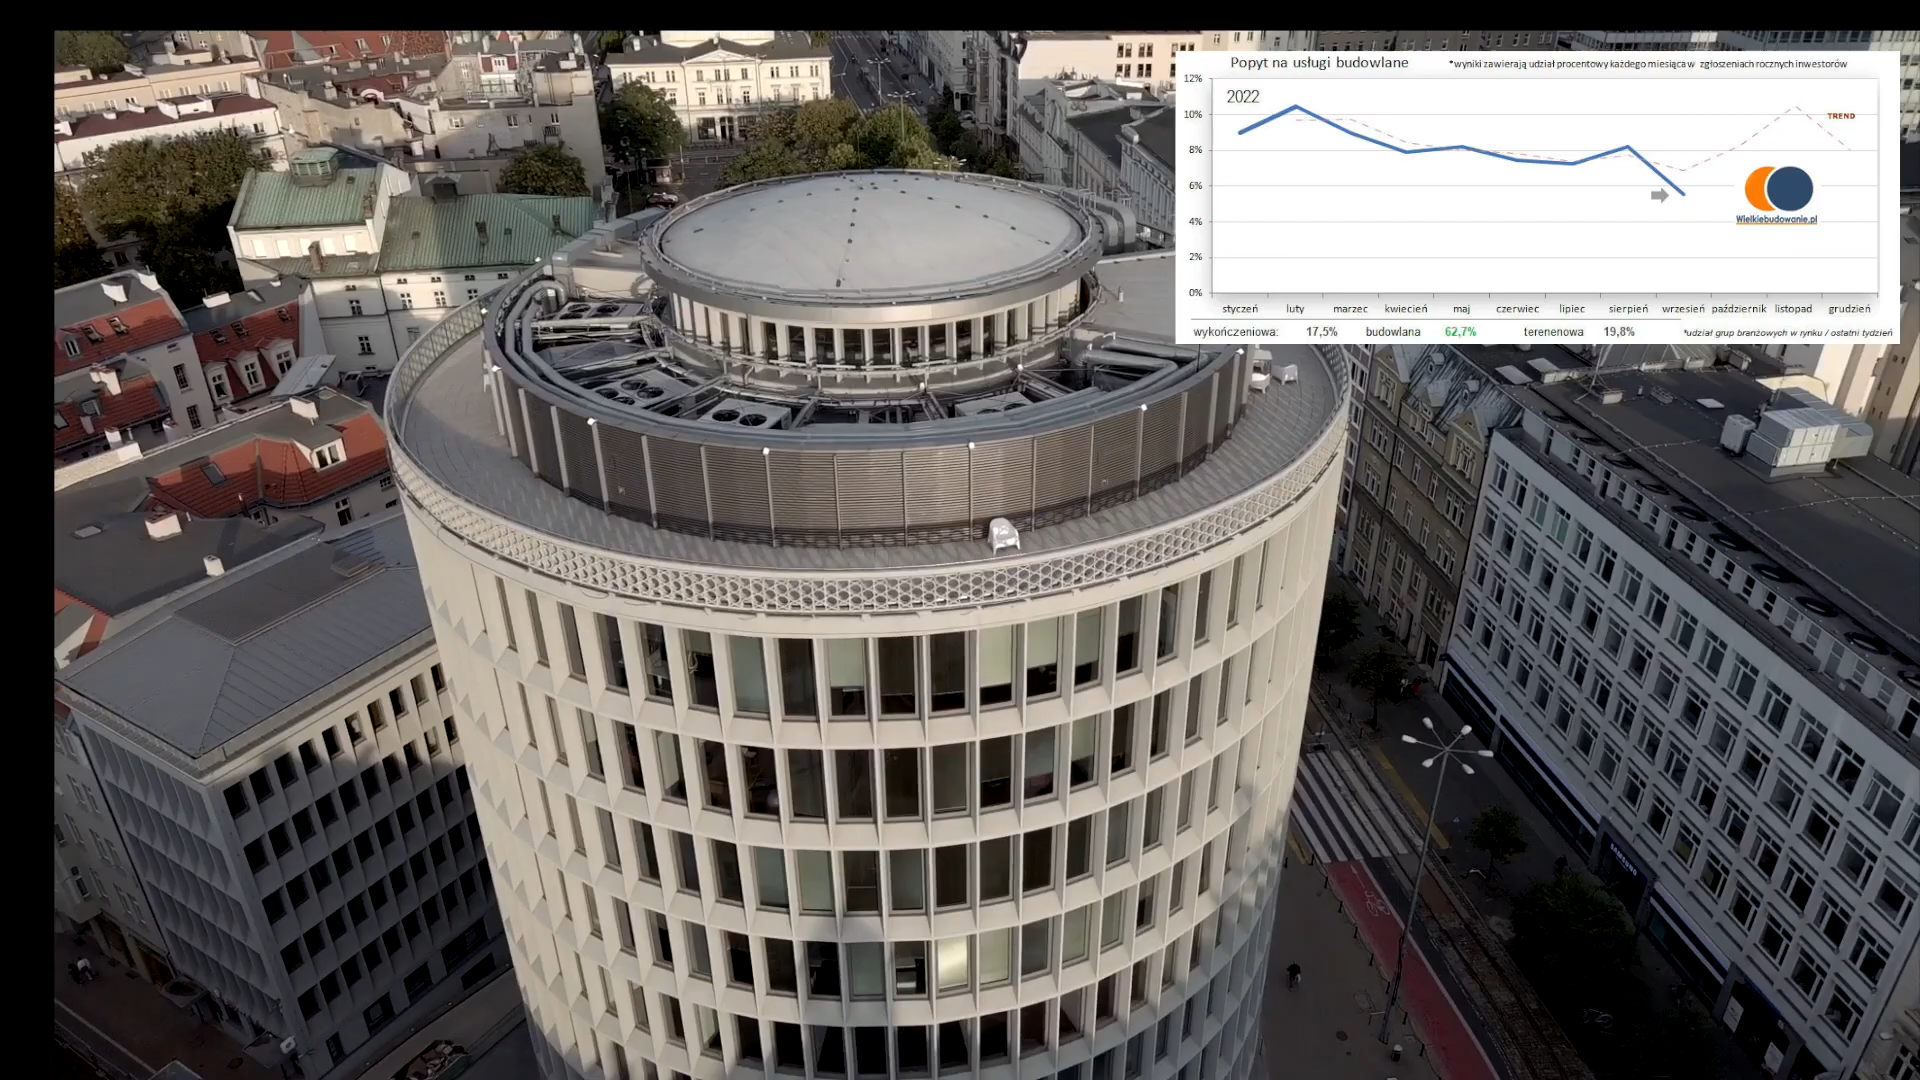 Popyt na usługi budowlane
*wyniki zawierają udział procentowy każdego miesiąca w zgłoszeniach rocznych inwestorów
12%
2022
10%
TREND
8%
6%
4%
Wielkiebudowanie.pl
2%
0%
styczeń luty marzec kwiecień maj czerwiec lipiec sierpień wrzesień październik listopad grudzień
wykończeniowa: 17,5% budowlana 62,7% terenenowa 19,8% *udział grup branżowych w rynku / ostatni tydzień
SAMSUNG